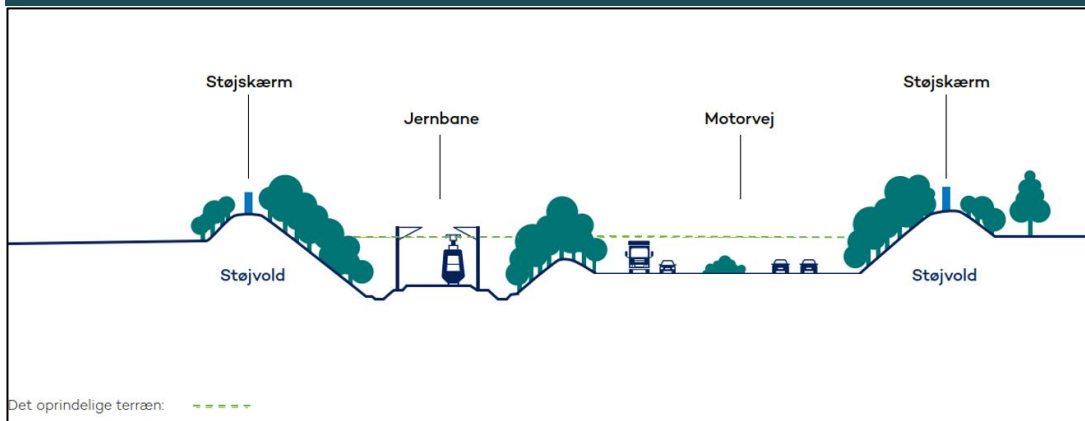 Støjskærm
Støjskærm
Jernbane
Motorvej
Støjvold
Støjvold
Det oprindelige terræn: